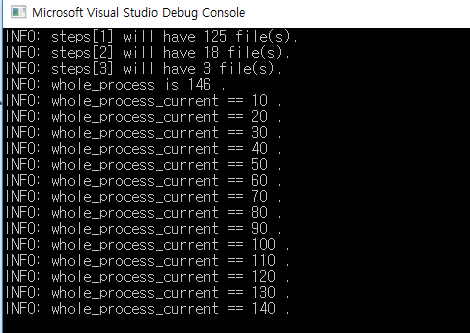 Microsoft Visual Studio Debug Console
INFO: steps[1] will have 125 file(s).
INFO: steps[2] will have 18 file(s).
INFO: steps[3] will have 3 file(s).
INFO: whole_process is 146 .
INFO: whole_process_current == 10 .
INFO: whole_process_current == 20 .
INFO: whole_process_current == 30 .
INFO: whole_process_current == 40 .
INFO: whole_process_current == 50 .
INFO: whole_process_current == 60 .
INFO: whole_process_current == 70 .
INFO: whole_process_current == 80 .
INFO: whole_process_current == 90 .
INFO: whole_process_current == 100 .
INFO: whole_process_current == 110 .
INFO: whole_process_current == 120 .
INFO: whole_process_current == 130 .
INFO: whole_process_current == 140 .